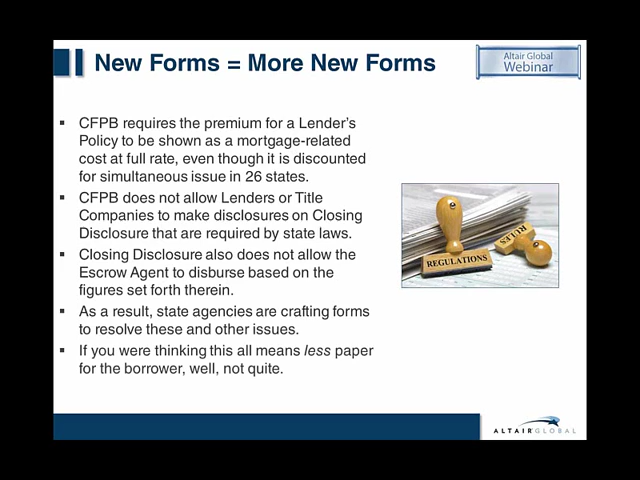 New Forms = More New Forms
Altair Global
Webinar
▪ CFPB requires the premium for a Lender's
Policy to be shown as a mortgage-related
cost at full rate, even though it is discounted
for simultaneous issue in 26 states.
▪ CFPB does not allow Lenders or Title
Companies to make disclosures on Closing
Disclosure that are required by state laws.
▪ Closing Disclosure also does not allow the
Escrow Agent to disburse based on the
figures set forth therein.
▪ As a result, state agencies are crafting forms
to resolve these and other issues.
▪ If you were thinking this all means less paper
for the borrower, well, not quite.
REGULATIONS
RULES
ALTAIR GLOBAL